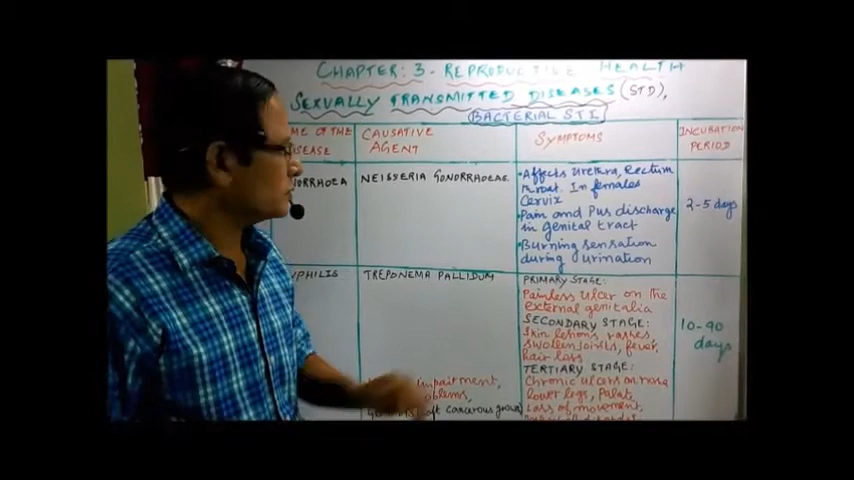 CHAPTER: 3- REPRODUCTIVE HEALTH
SEXUALLY TRANSMITTED DISEASES (STD),
BACTERIAL STI
OF THE
DISEASE
CAUSATIVE
AGENT
SYMPTOMS
INCUBATION
PERIOD
NEISSERIA GONORRHOEAE
•Affects Uretura, Rectum
throat. In females
Cervix
•Pain and Pus discharge
in genital tract
•Burning sensation
during urination
2-5 days
TREPONEMA PALLIDUM
PRIMARY STAGE:
Painless ulcer on the
external genitalia
SECONDARY STAGE:
Skin lesions, rashes
swollen joints, fever,
hair loss
TERTIARY STAGE:
Chronic ulcers on nose
lower legs, Palate
Loss of movement,
10-90
days
impairtment,